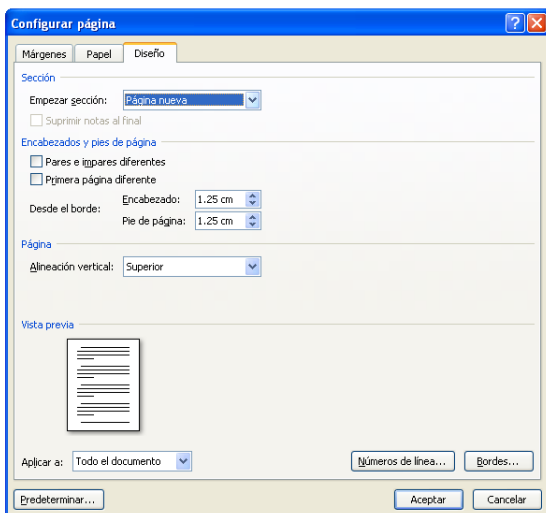 Configurar página
Márgenes Papel Diseño
Sección
Empezar sección: Página nueva
Suprimir notas al final
Encabezados y pies de página
Pares e impares diferentes
Primera página diferente
Desde el borde: Encabezado: 1.25 cm
Pie de página: 1.25 cm
Página
Alineación vertical: Superior
Vista previa
Aplicar a: Todo el documento Números de línea... Bordes...
Predeterminar... Aceptar Cancelar